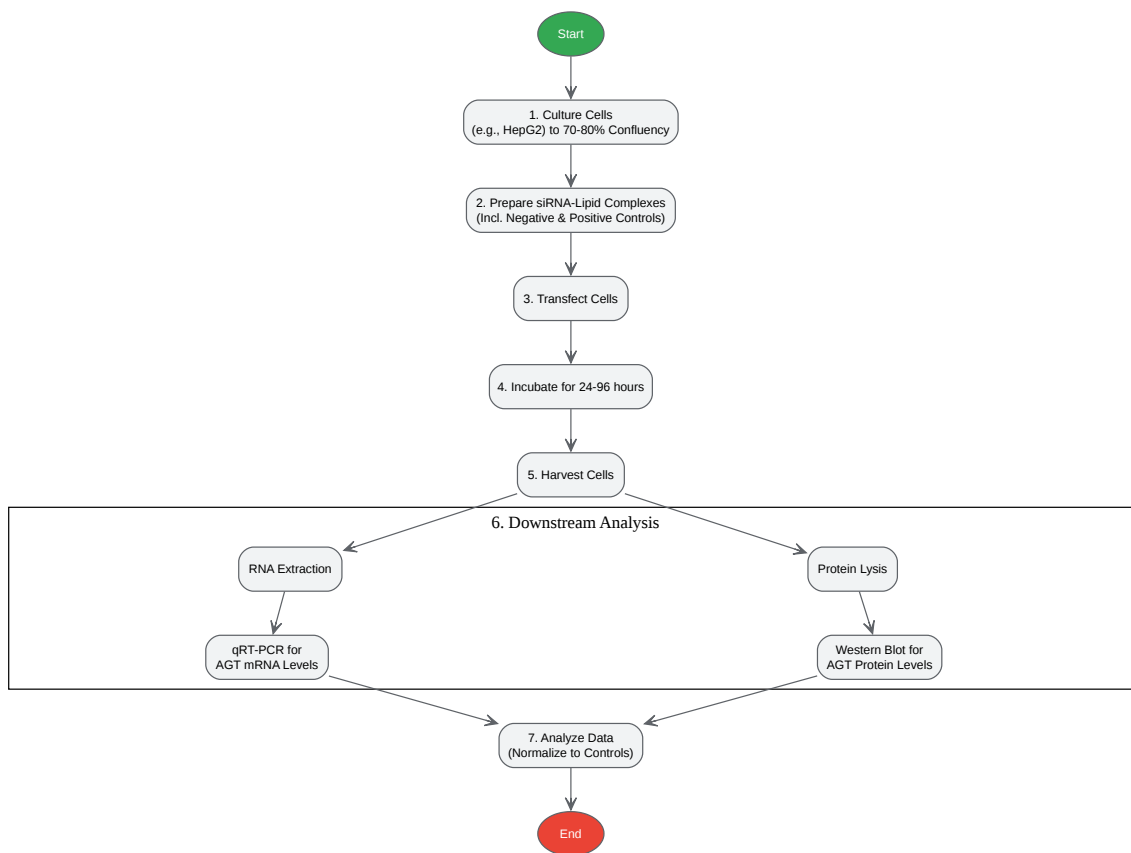 Start
1. Culture Cells
(e.g., HepG2) to 70-80% Confluency
2. Prepare siRNA-Lipid Complexes
(Incl. Negative & Positive Controls)
3. Transfect Cells
4. Incubate for 24-96 hours
5. Harvest Cells
6. Downstream Analysis
RNA Extraction
Protein Lysis
qRT-PCR for
AGT mRNA Levels
Western Blot for
AGT Protein Levels
7. Analyze Data
(Normalize to Controls)
End